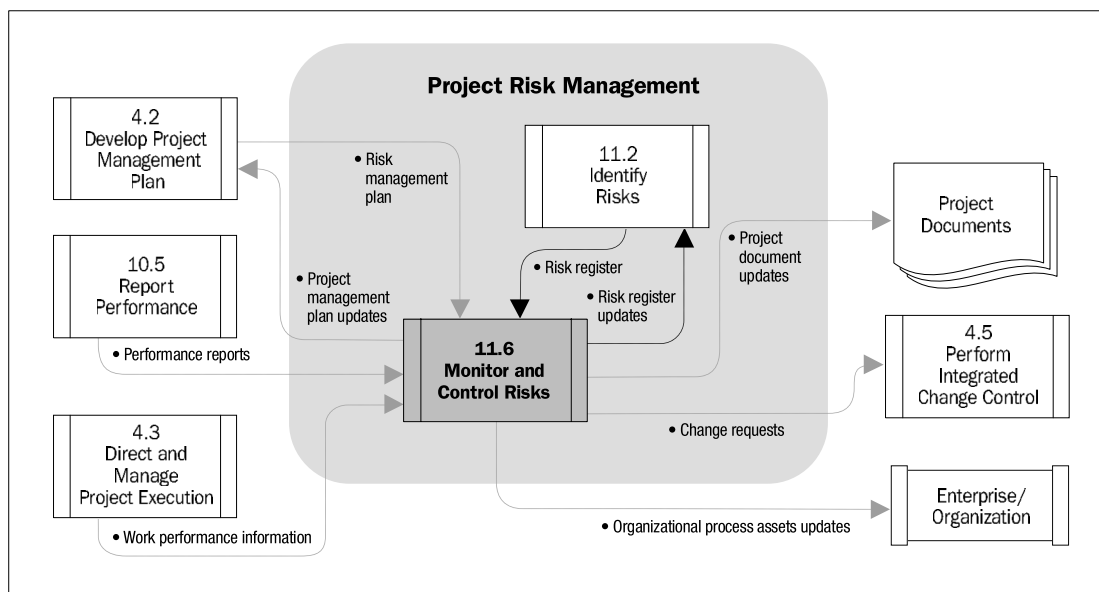 Project Risk Management
4.2
Develop Project
Management
Plan
11.2
Identify
Risks
• Risk
management
plan
Project
Documents
• Project
document
updates
10.5
Report
Performance
• Risk register
• Project
management
plan updates
• Risk register
updates
• Performance reports
11.6
Monitor and
Control Risks
4.5
Perform
Integrated
Change Control
4.3
Direct and
Manage
Project Execution
• Change requests
Enterprise/
Organization
• Work performance information
• Organizational process assets updates